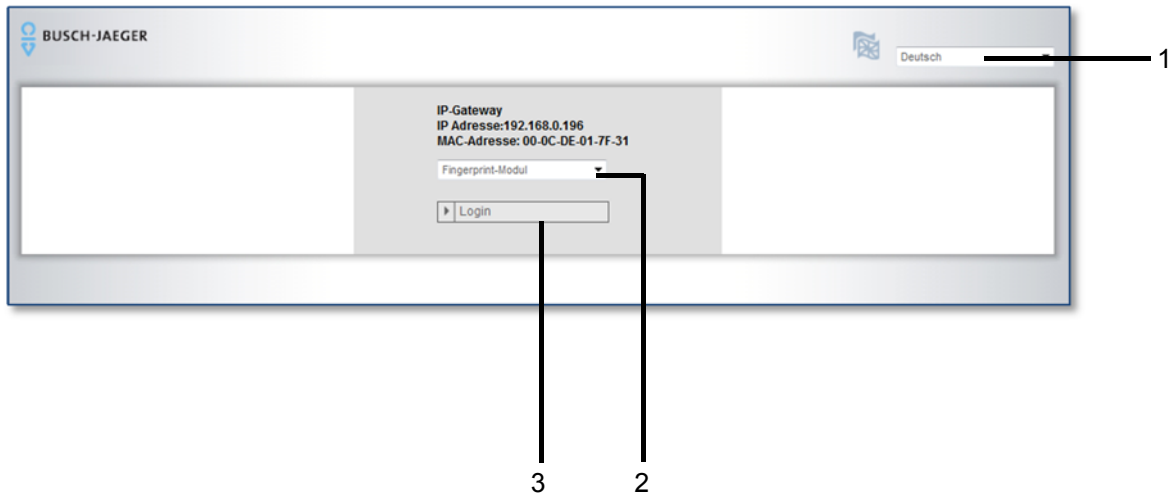 BUSCH-JAEGER
Deutsch
1
IP-Gateway
IP Adresse:192.168.0.196
MAC-Adresse: 00-0C-DE-01-7F-31
Fingerprint-Modul
Login
3
2